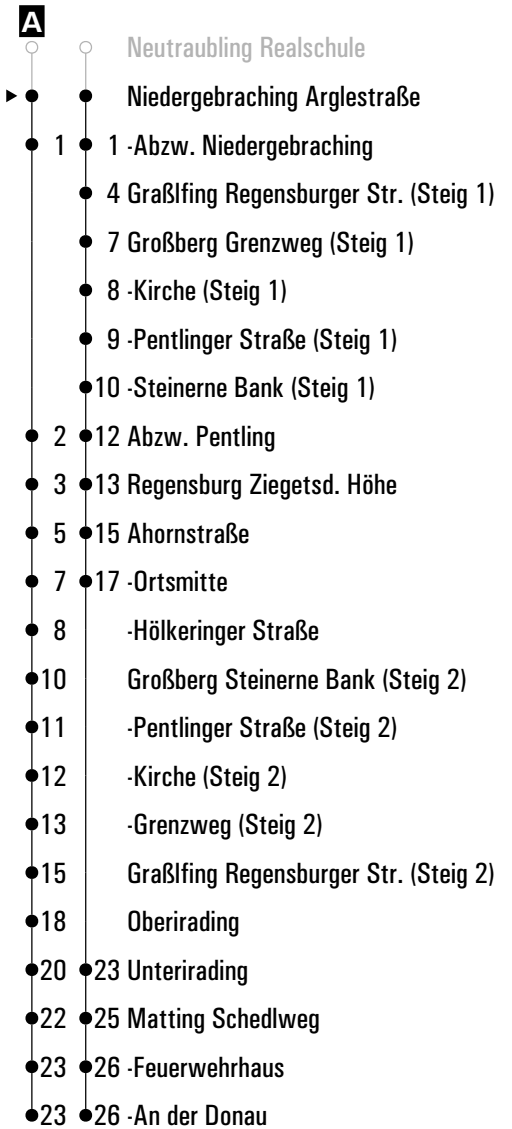 A
Neutraubling Realschule
Niedergebraching Arglestraße
1 1 -Abzw. Niedergebraching
4 Graßlfing Regensburger Str. (Steig 1)
7 Großberg Grenzweg (Steig 1)
8 -Kirche (Steig 1)
9 -Pentlinger Straße (Steig 1)
10 -Steinerne Bank (Steig 1)
2 12 Abzw. Pentling
3 13 Regensburg Ziegetsd. Höhe
5 15 Ahornstraße
7 17 -Ortsmitte
8 -Hölkeringer Straße
10 Großberg Steinerne Bank (Steig 2)
11 -Pentlinger Straße (Steig 2)
12 -Kirche (Steig 2)
13 -Grenzweg (Steig 2)
15 Graßlfing Regensburger Str. (Steig 2)
18 Oberirading
20 23 Unterirading
22 25 Matting Schedlweg
23 26 -Feuerwehrhaus
23 26 -An der Donau